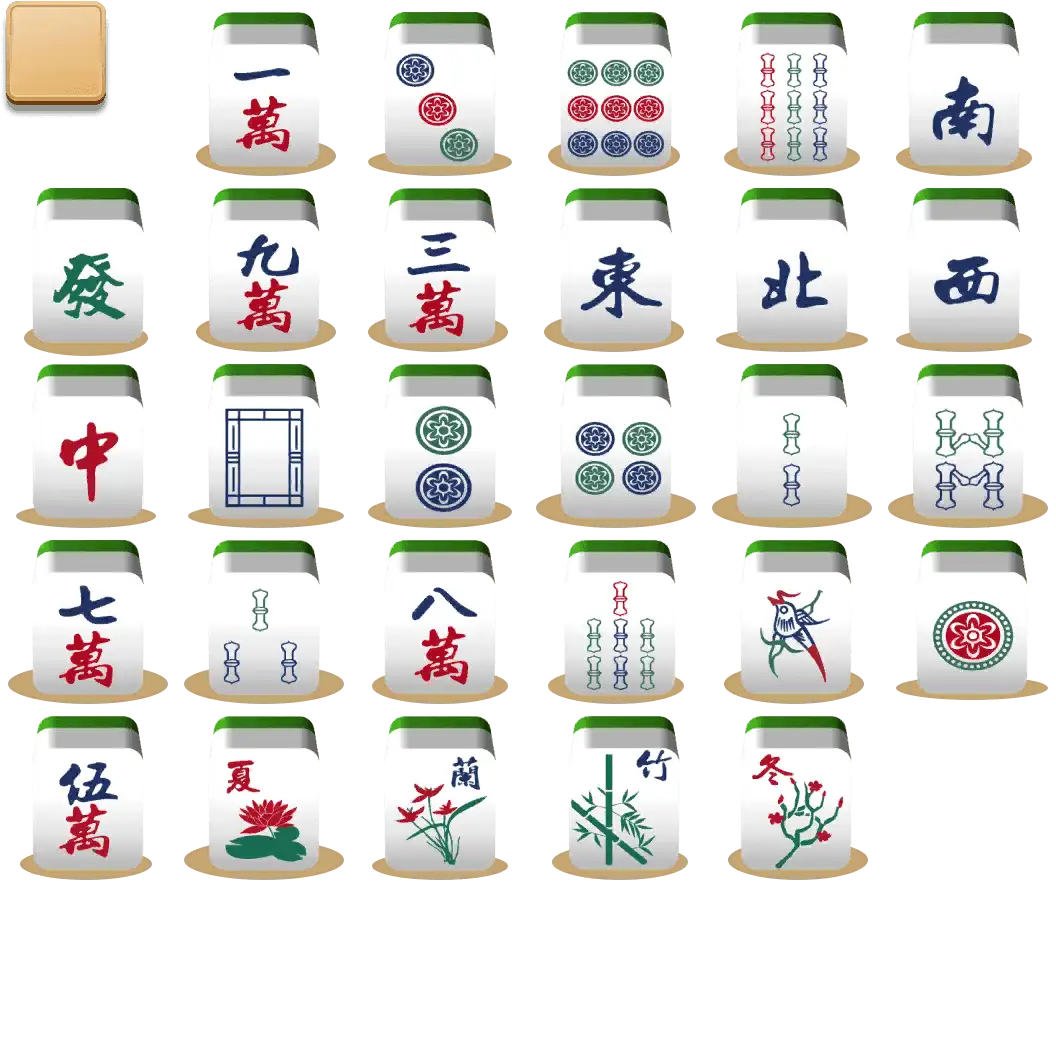 一
萬
南
發
九
萬
三
萬
東
北
西
中
七
萬
八
萬
伍
萬
夏
蘭
竹
冬